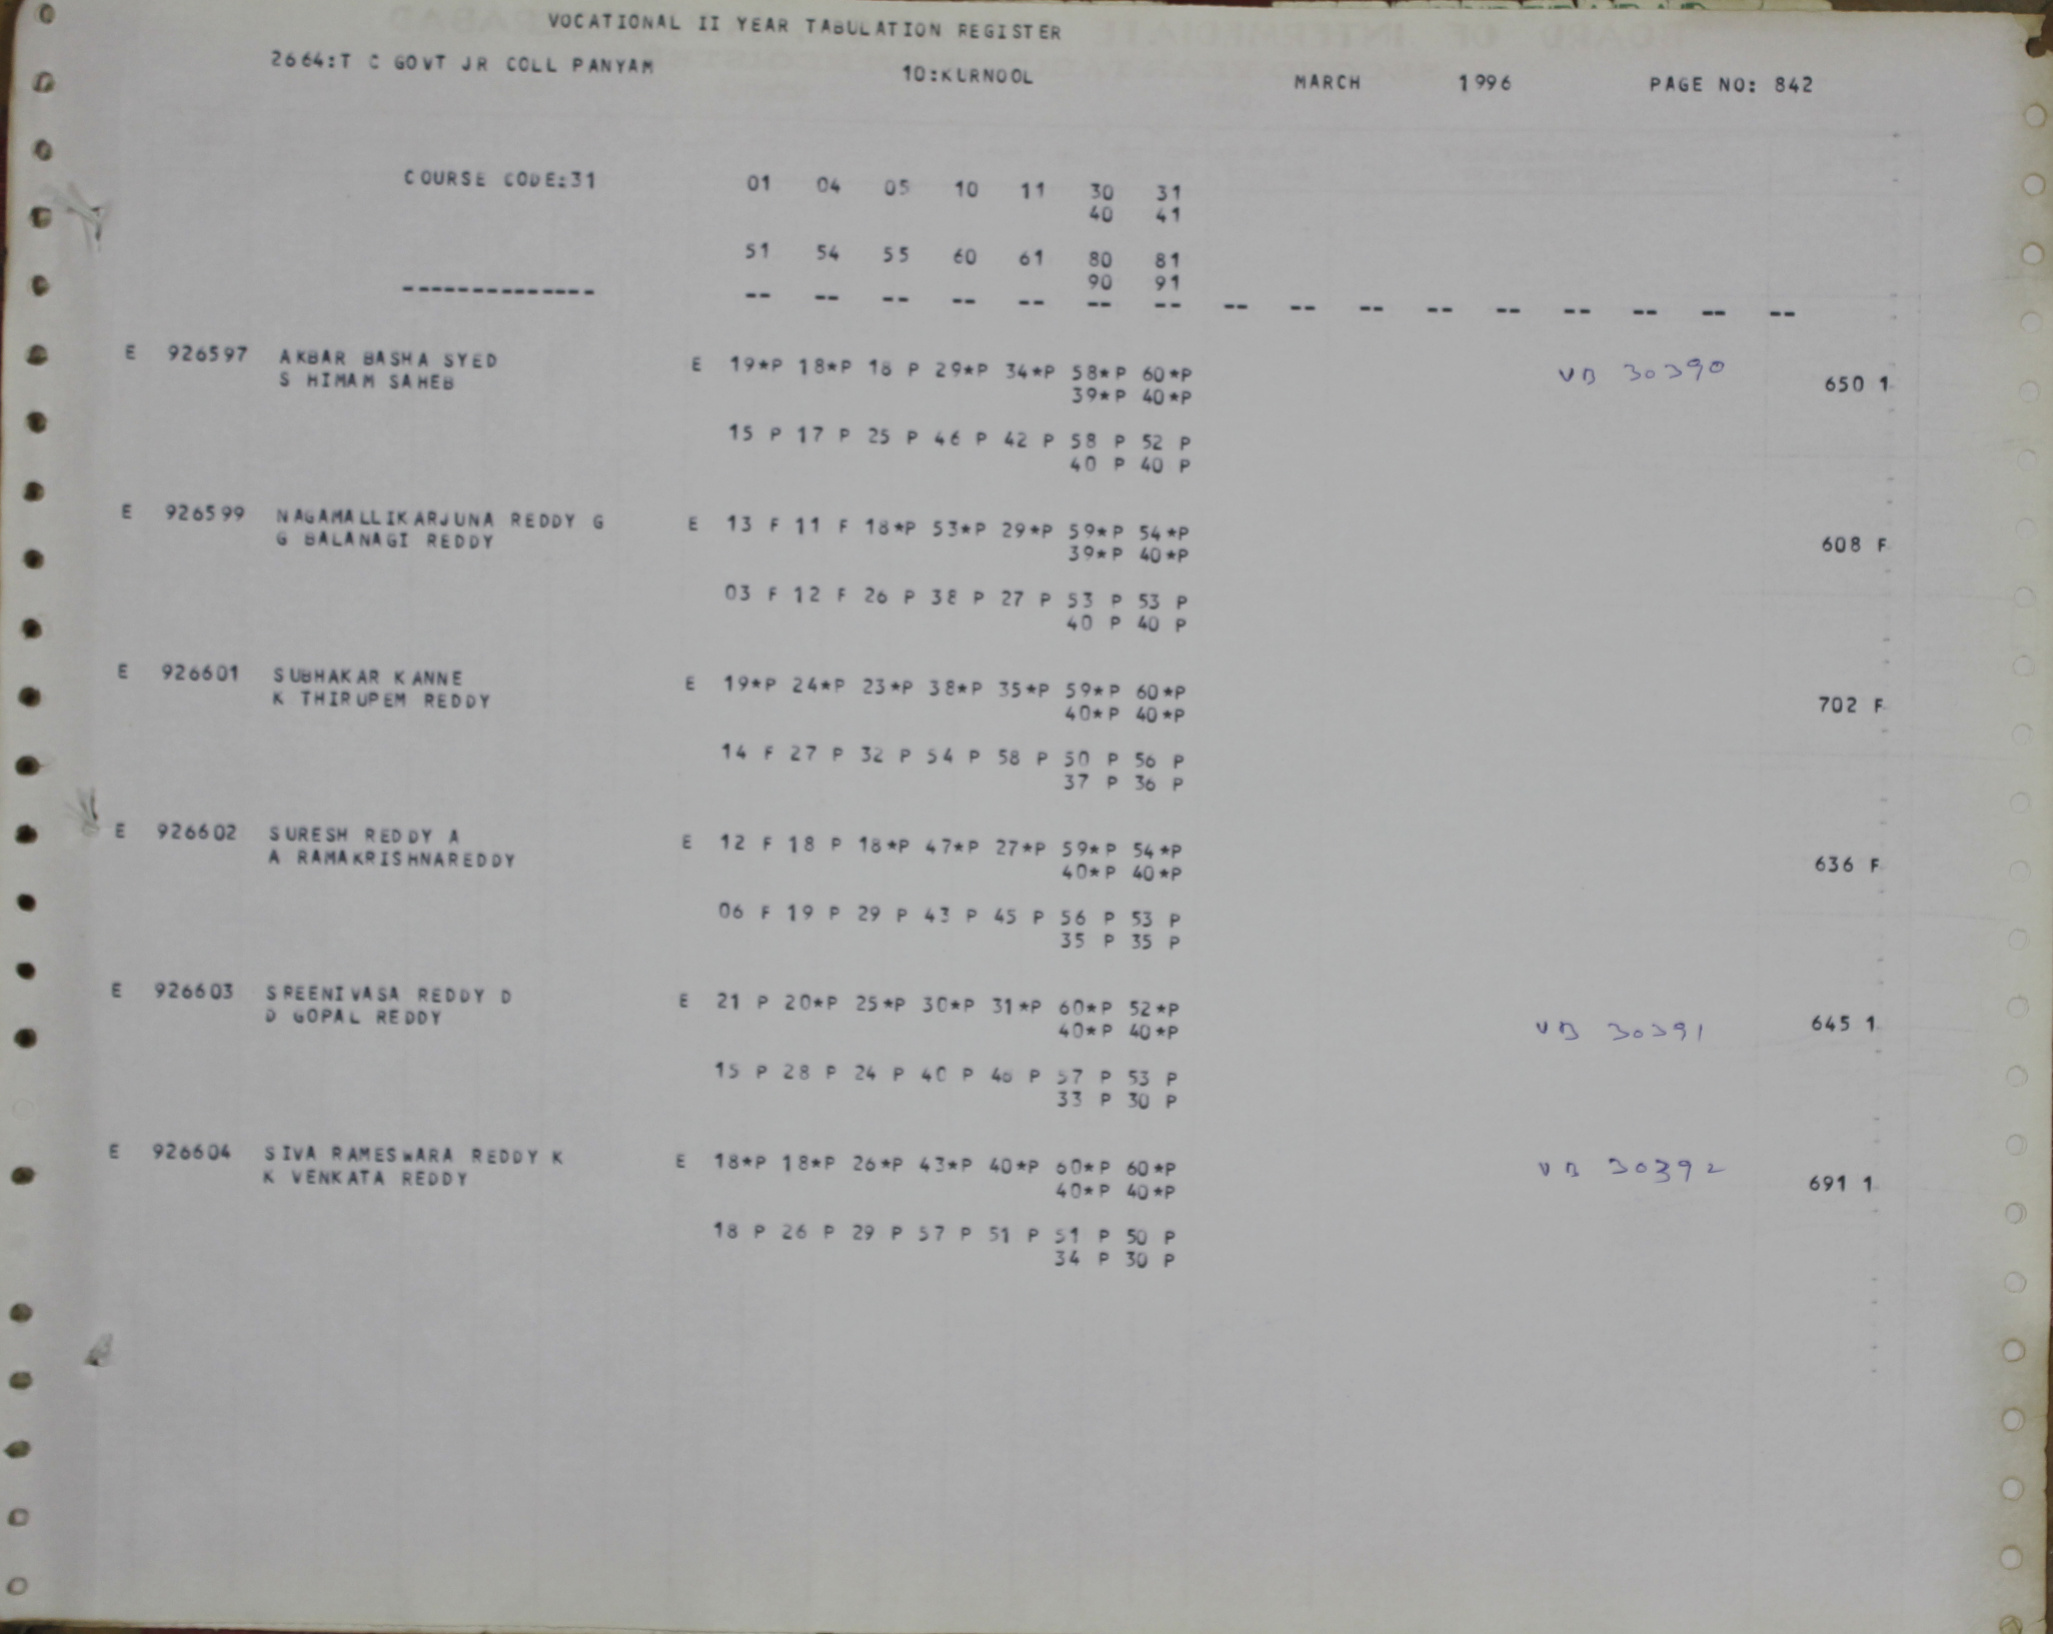 VOCATIONAL II YEAR TABULATION REGISTER
2664:T C GOVT JR COLL PANYAM 10:KURNOOL MARCH 1996 PAGE NO: 842
COURSE CODE:31 01 04 05 10 11 30 31
40 41
51 54 55 60 61 80 81
90 91
-------------- -- -- -- -- -- -- -- -- -- -- -- -- -- -- -- --
E 926597 AKBAR BASHA SYED E 19*P 18*P 18 P 29*P 34*P 58*P 60*P VB 30390 650 1
S HIMAM SAHEB 39*P 40*P
15 P 17 P 25 P 46 P 42 P 58 P 52 P
40 P 40 P
E 926599 NAGAMALLIKARJUNA REDDY G E 13 F 11 F 18*P 53*P 29*P 59*P 54*P 608 F
G BALANAGI REDDY 39*P 40*P
03 F 12 F 26 P 38 P 27 P 53 P 53 P
40 P 40 P
E 926601 SUBHAKAR KANNE E 19*P 24*P 23*P 38*P 35*P 59*P 60*P 702 F
K THIRUPEM REDDY 40*P 40*P
14 F 27 P 32 P 54 P 58 P 50 P 56 P
37 P 36 P
E 926602 SURESH REDDY A E 12 F 18 P 18*P 47*P 27*P 59*P 54*P 636 F
A RAMAKRISHNAREDDY 40*P 40*P
06 F 19 P 29 P 43 P 45 P 56 P 53 P
35 P 35 P
E 926603 SREENIVASA REDDY D E 21 P 20*P 25*P 30*P 31*P 60*P 52*P VB 30391 645 1
D GOPAL REDDY 40*P 40*P
15 P 28 P 24 P 40 P 46 P 57 P 53 P
33 P 30 P
E 926604 SIVA RAMESWARA REDDY K E 18*P 18*P 26*P 43*P 40*P 60*P 60*P VB 30392 691 1
K VENKATA REDDY 40*P 40*P
18 P 26 P 29 P 57 P 51 P 51 P 50 P
34 P 30 P